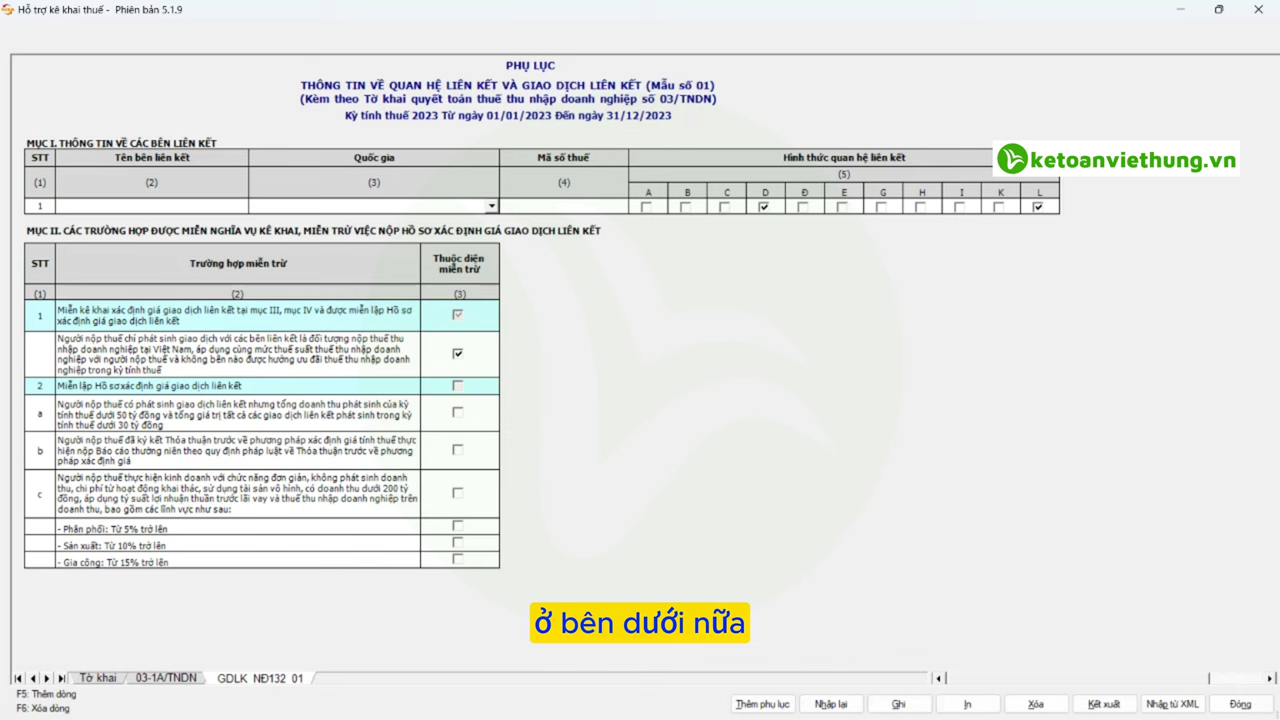 Hỗ trợ kê khai thuế - Phiên bản 5.1.9
PHỤ LỤC
THÔNG TIN VỀ QUAN HỆ LIÊN KẾT VÀ GIAO DỊCH LIÊN KẾT (Mẫu số 01)
(Kèm theo Tờ khai quyết toán thuế thu nhập doanh nghiệp số 03/TNDN)
Kỳ tính thuế 2023 Từ ngày 01/01/2023 Đến ngày 31/12/2023
MỤC I. THÔNG TIN VỀ CÁC BÊN LIÊN KẾT
STT Tên bên liên kết Quốc gia Mã số thuế Hình thức quan hệ liên kết
ketoanviethung.vn
(1) (2) (3) (4) (5)
A B C D Đ E G H I K L
1
MỤC II. CÁC TRƯỜNG HỢP ĐƯỢC MIỄN NGHĨA VỤ KÊ KHAI, MIỄN TRỪ VIỆC NỘP HỒ SƠ XÁC ĐỊNH GIÁ GIAO DỊCH LIÊN KẾT
STT Trường hợp miễn trừ Thuộc diện
miễn trừ
(1) (2) (3)
1 Miễn kê khai xác định giá giao dịch liên kết tại mục III, mục IV và được miễn lập Hồ sơ
xác định giá giao dịch liên kết
Người nộp thuế chỉ phát sinh giao dịch với các bên liên kết là đối tượng nộp thuế thu
nhập doanh nghiệp tại Việt Nam, áp dụng cùng mức thuế suất thuế thu nhập doanh
nghiệp với người nộp thuế và không bên nào được hưởng ưu đãi thuế thu nhập doanh
nghiệp trong kỳ tính thuế
2 Miễn lập Hồ sơ xác định giá giao dịch liên kết
a Người nộp thuế có phát sinh giao dịch liên kết nhưng tổng doanh thu phát sinh của kỳ
tính thuế dưới 50 tỷ đồng và tổng giá trị tất cả các giao dịch liên kết phát sinh trong kỳ
tính thuế dưới 30 tỷ đồng
b Người nộp thuế đã ký kết Thỏa thuận trước về phương pháp xác định giá tính thuế thực
hiện nộp Báo cáo thường niên theo quy định pháp luật về Thỏa thuận trước về phương
pháp xác định giá
c Người nộp thuế thực hiện kinh doanh với chức năng đơn giản, không phát sinh doanh
thu, chi phí từ hoạt động khai thác, sử dụng tài sản vô hình, có doanh thu dưới 200 tỷ
đồng, áp dụng tỷ suất lợi nhuận thuần trước lãi vay và thuế thu nhập doanh nghiệp trên
doanh thu, bao gồm các lĩnh vực như sau:
- Phân phối: Từ 5% trở lên
- Sản xuất: Từ 10% trở lên
- Gia công: Từ 15% trở lên
ở bên dưới nữa
Tờ khai 03-1A/TNDN GDLK_NĐ132_01
F5: Thêm dòng
F6: Xóa dòng
Thêm phụ lục Nhập lại Ghi In Xóa Kết xuất Nhập từ XML Đóng